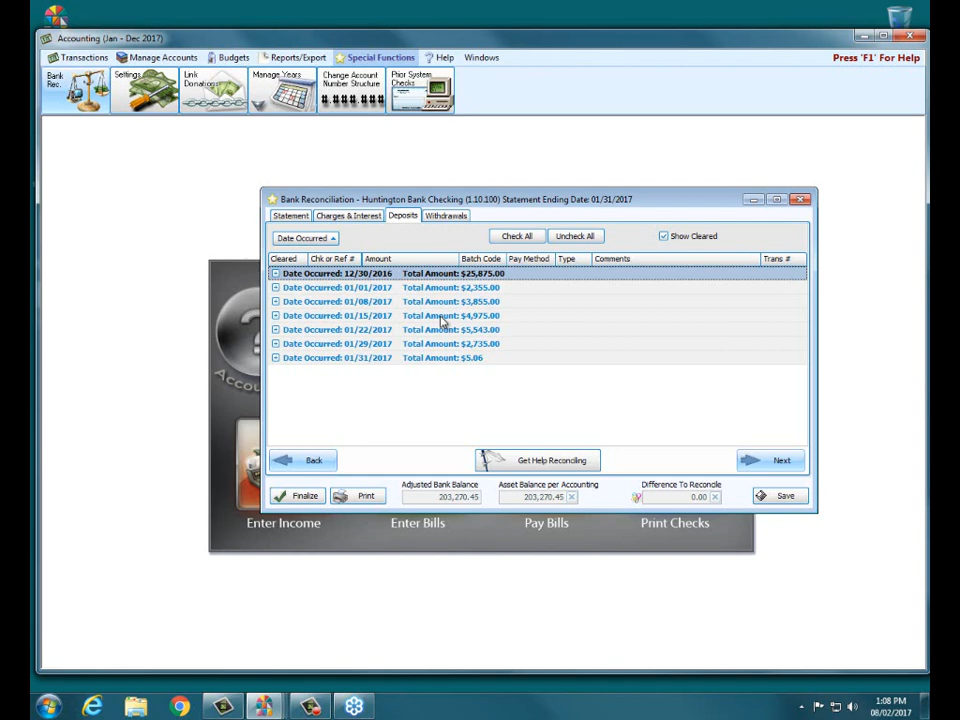 Accounting (Jan - Dec 2017)
Transactions Manage Accounts Budgets Reports/Export Special Functions Help Windows Press 'F1' For Help
Bank Rec. Settings Link Donations Manage Years Change Account Number Structure #.###.### Prior System Checks
Bank Reconciliation - Huntington Bank Checking (1.10.100) Statement Ending Date: 01/31/2017
Statement Charges & Interest Deposits Withdrawals
Date Occurred Check All Uncheck All Show Cleared
Cleared Chk or Ref # Amount Batch Code Pay Method Type Comments Trans #
Date Occurred: 12/30/2016 Total Amount: $25,875.00
Date Occurred: 01/01/2017 Total Amount: $2,355.00
Date Occurred: 01/08/2017 Total Amount: $3,855.00
Date Occurred: 01/15/2017 Total Amount: $4,975.00
Date Occurred: 01/22/2017 Total Amount: $5,543.00
Date Occurred: 01/29/2017 Total Amount: $2,735.00
Date Occurred: 01/31/2017 Total Amount: $5.06
Back Get Help Reconciling Next
Adjusted Bank Balance Asset Balance per Accounting Difference To Reconcile
Finalize Print 203,270.45 203,270.45 0.00 Save
Enter Income Enter Bills Pay Bills Print Checks
1:08 PM
08/02/2017